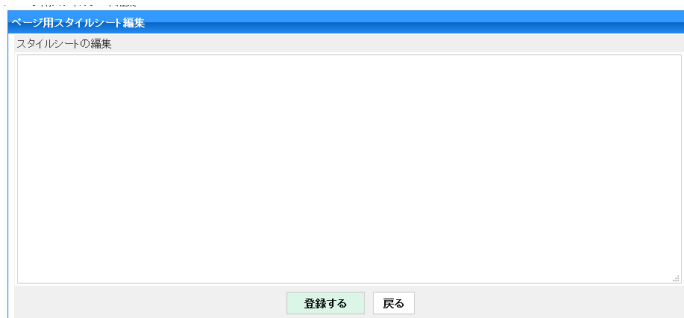 ページ用スタイルシート編集
スタイルシートの編集
登録する
戻る